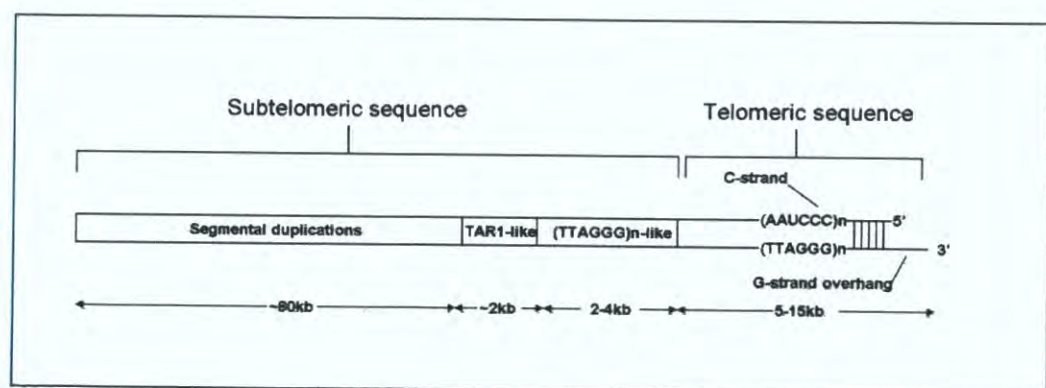 Subtelomeric sequence Telomeric sequence
C-strand
(AAUCCC)n 5'
Segmental duplications TAR1-like (TTAGGG)n-like
(TTAGGG)n 3'
G-strand overhang
~80kb ~2kb 2-4kb 5-15kb